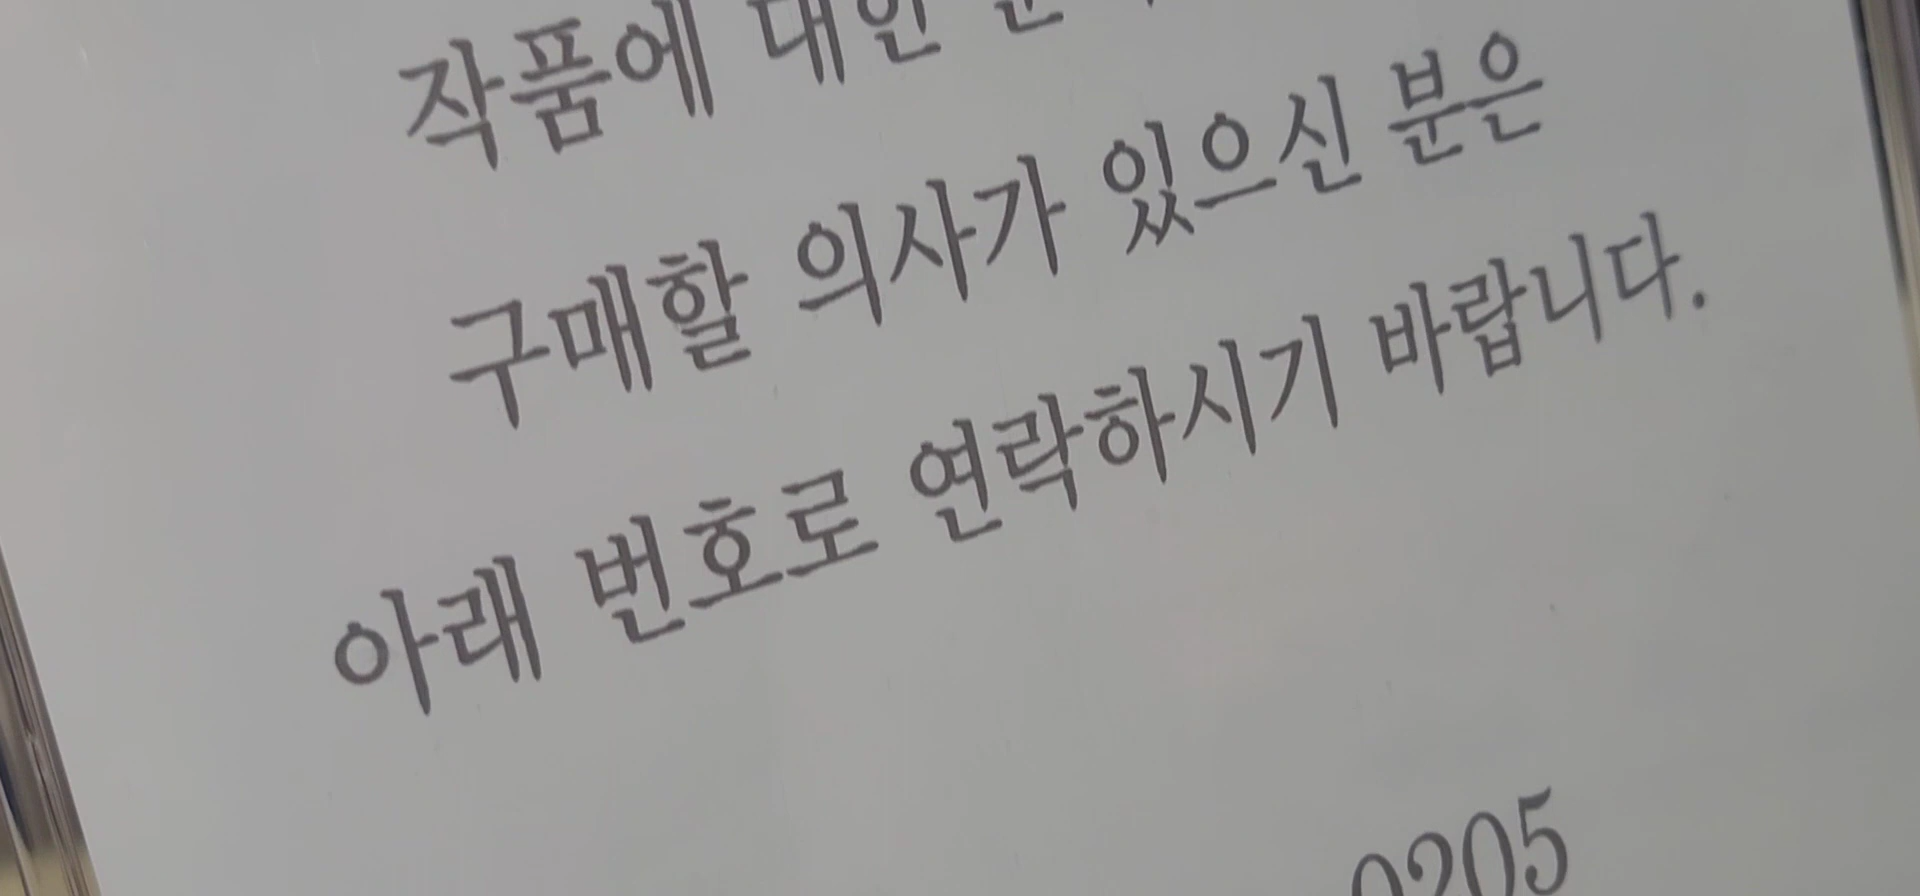 작품에 대한
구매할 의사가 있으신 분은
아래 번호로 연락하시기 바랍니다.
0205